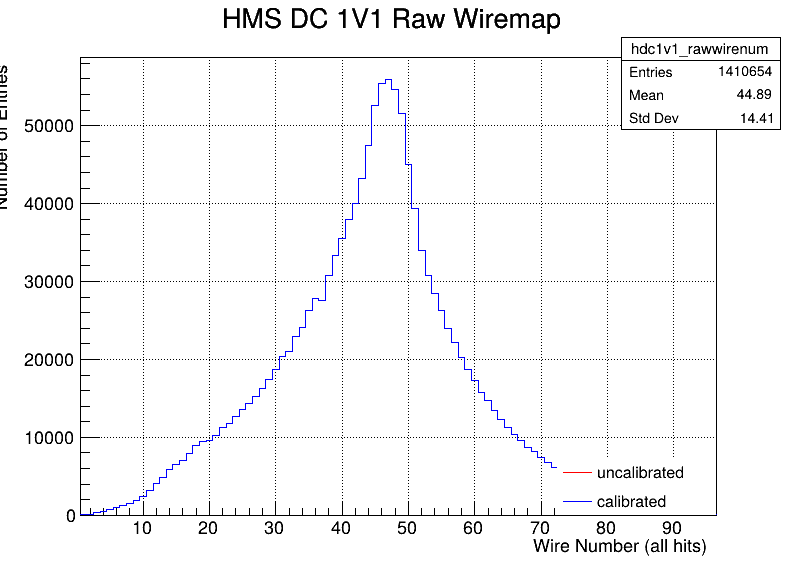 HMS DC 1V1 Raw Wiremap
hdc1v1_rawwirenum
Entries 1410654
Mean 44.89
Std Dev 14.41
Number of Entries
50000
40000
30000
20000
10000
0
uncalibrated
calibrated
10 20 30 40 50 60 70 80 90
Wire Number (all hits)